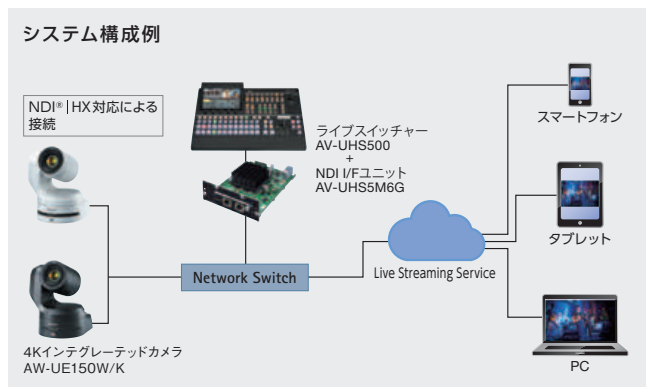 システム構成例
NDI®|HX対応による
接続
ライブスイッチャー
AV-UHS500
+
NDI I/Fユニット
AV-UHS5M6G
スマートフォン
タブレット
Network Switch
Live Streaming Service
4Kインテグレーテッドカメラ
AW-UE150W/K
PC